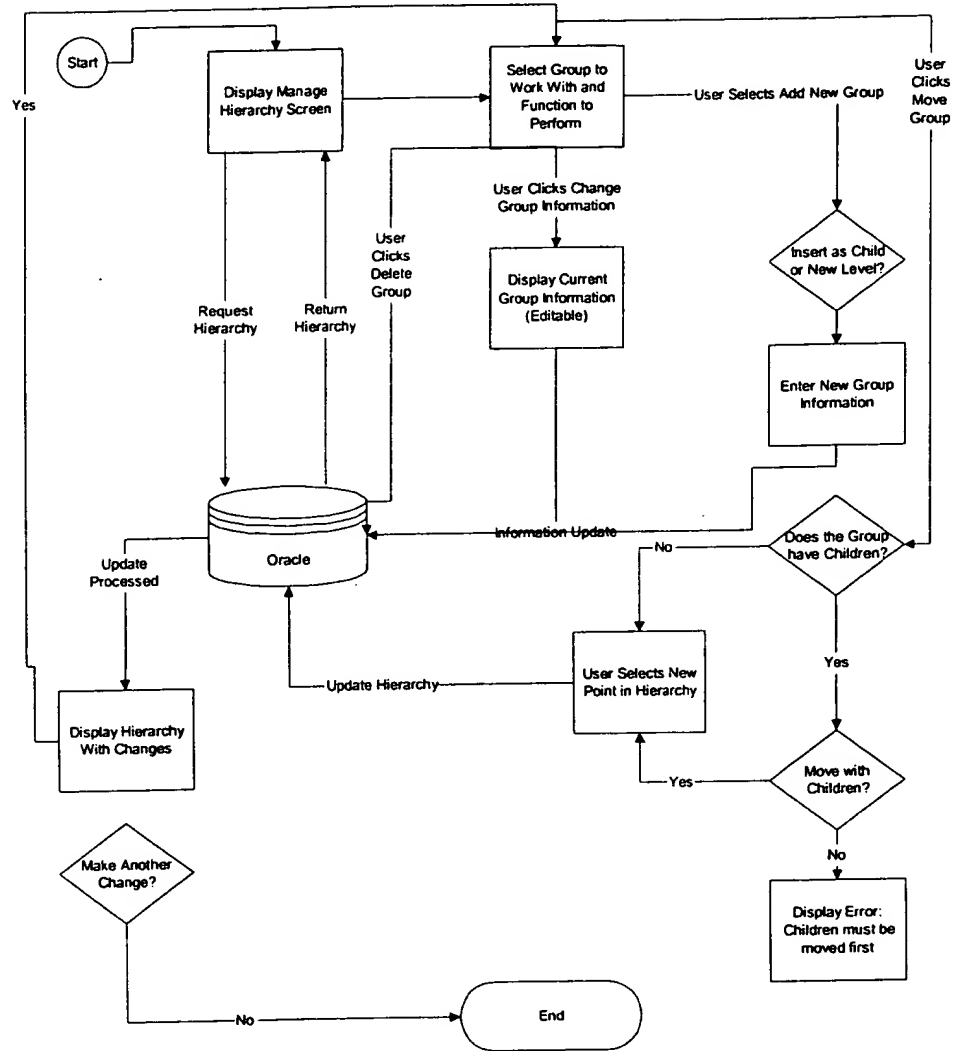 Start
Display Manage
Hierarchy Screen
Select Group to
Work With and
Function to
Perform
User Selects Add New Group
User
Clicks
Move
Group
Yes
User Clicks Change
Group Information
User
Clicks
Delete
Group
Insert as Child
or New Level?
Display Current
Group Information
(Editable)
Request
Hierarchy
Return
Hierarchy
Enter New Group
Information
Oracle
Information Update
Does the Group
have Children?
No
Update
Processed
Yes
Update Hierarchy
User Selects New
Point in Hierarchy
Display Hierarchy
With Changes
Yes
Move with
Children?
No
Make Another
Change?
Display Error:
Children must be
moved first
No
End